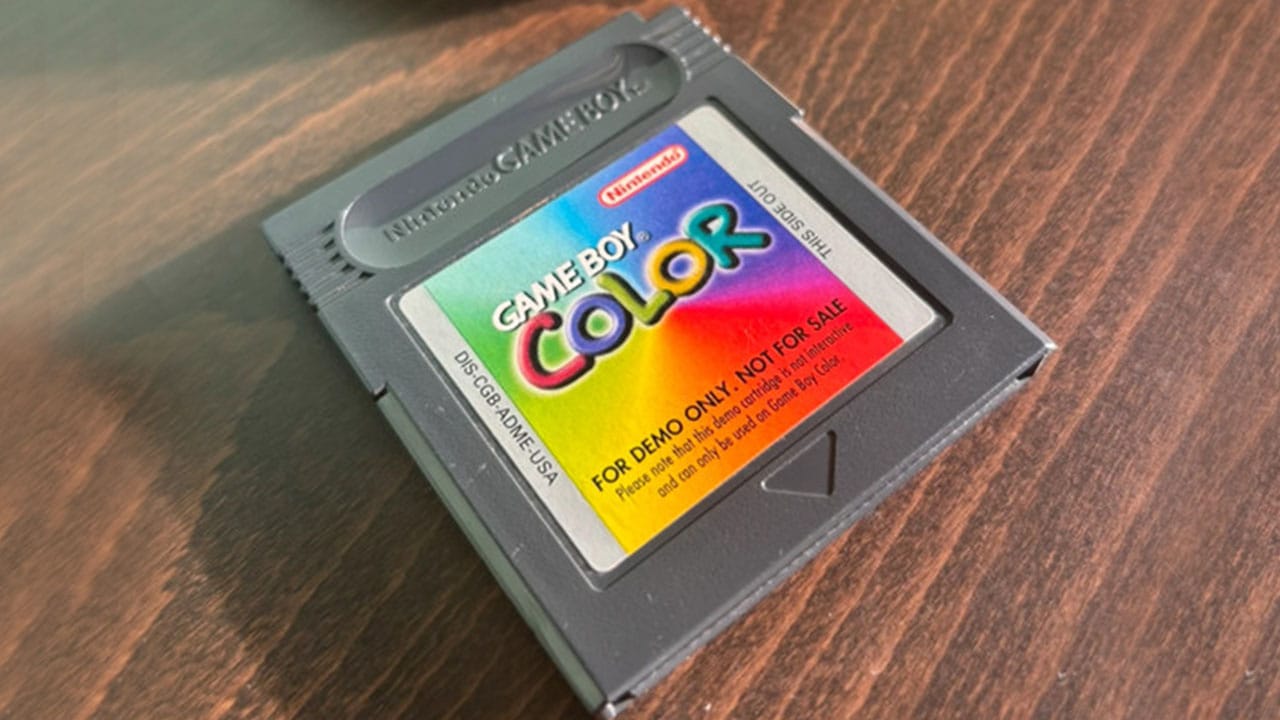 Nintendo GAME BOY™
Nintendo
GAME BOY®
COLOR
THIS SIDE OUT
DIS-CGB-ADME-USA
FOR DEMO ONLY. NOT FOR SALE
Please note that this demo cartridge is not interactive
and can only be used on Game Boy Color.